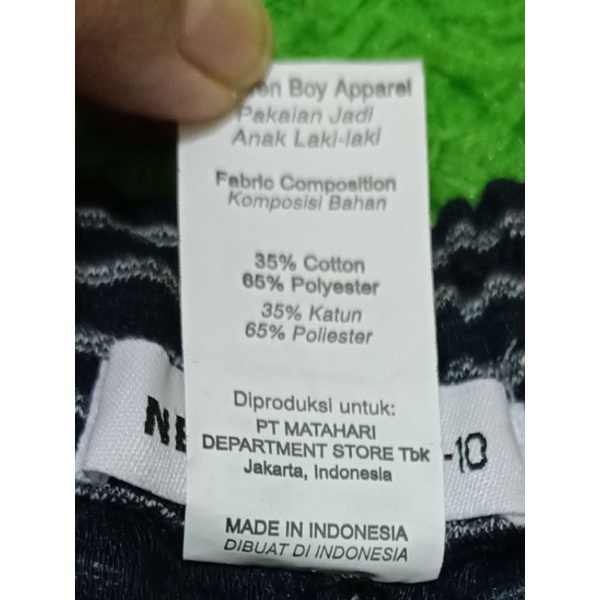 Boy Apparel
Pakaian Jadi
Anak Laki-laki
Fabric Composition
Komposisi Bahan
35% Cotton
65% Polyester
35% Katun
65% Poliester
Diproduksi untuk:
PT MATAHARI
DEPARTMENT STORE Tbk
Jakarta, Indonesia
MADE IN INDONESIA
DIBUAT DI INDONESIA
-10